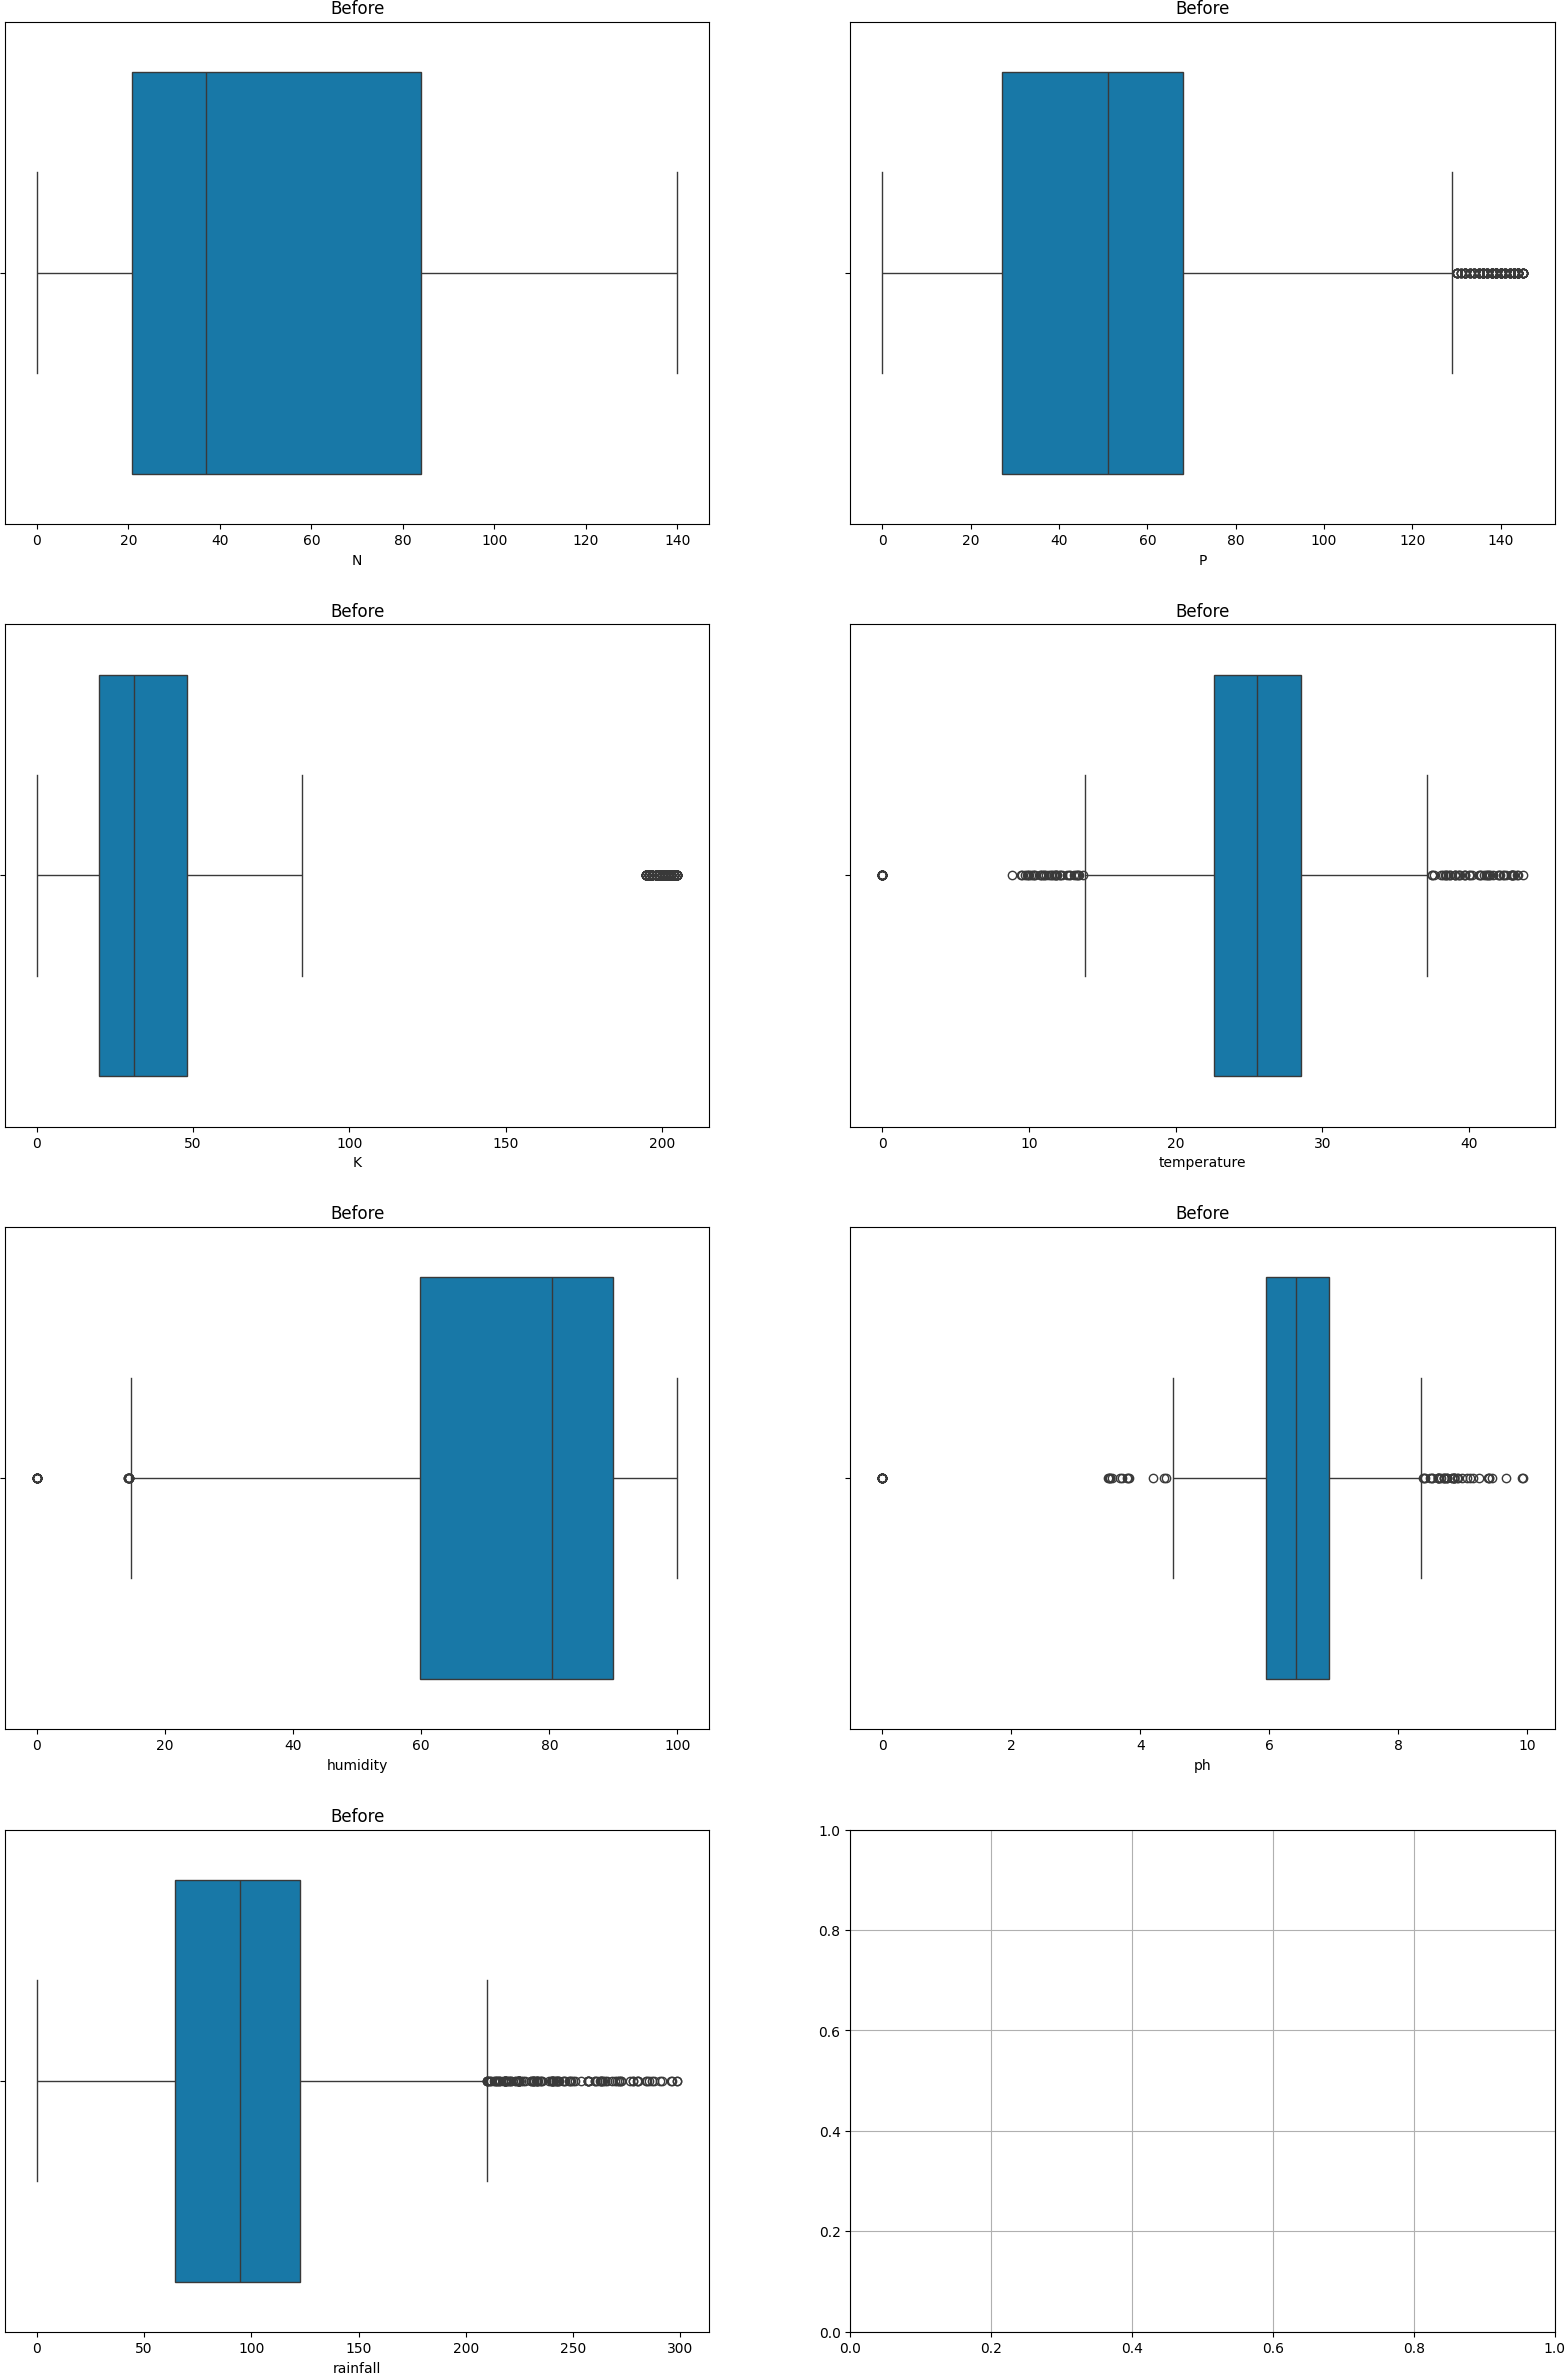 Before Before
0 20 40 60 80 100 120 140 0 20 40 60 80 100 120 140
N P
Before Before
0 50 100 150 200 0 10 20 30 40
K temperature
Before Before
0 20 40 60 80 100 0 2 4 6 8 10
humidity ph
Before
1.0
0.8
0.6
0.4
0.2
0.0
0 50 100 150 200 250 300 0.0 0.2 0.4 0.6 0.8 1.0
rainfall